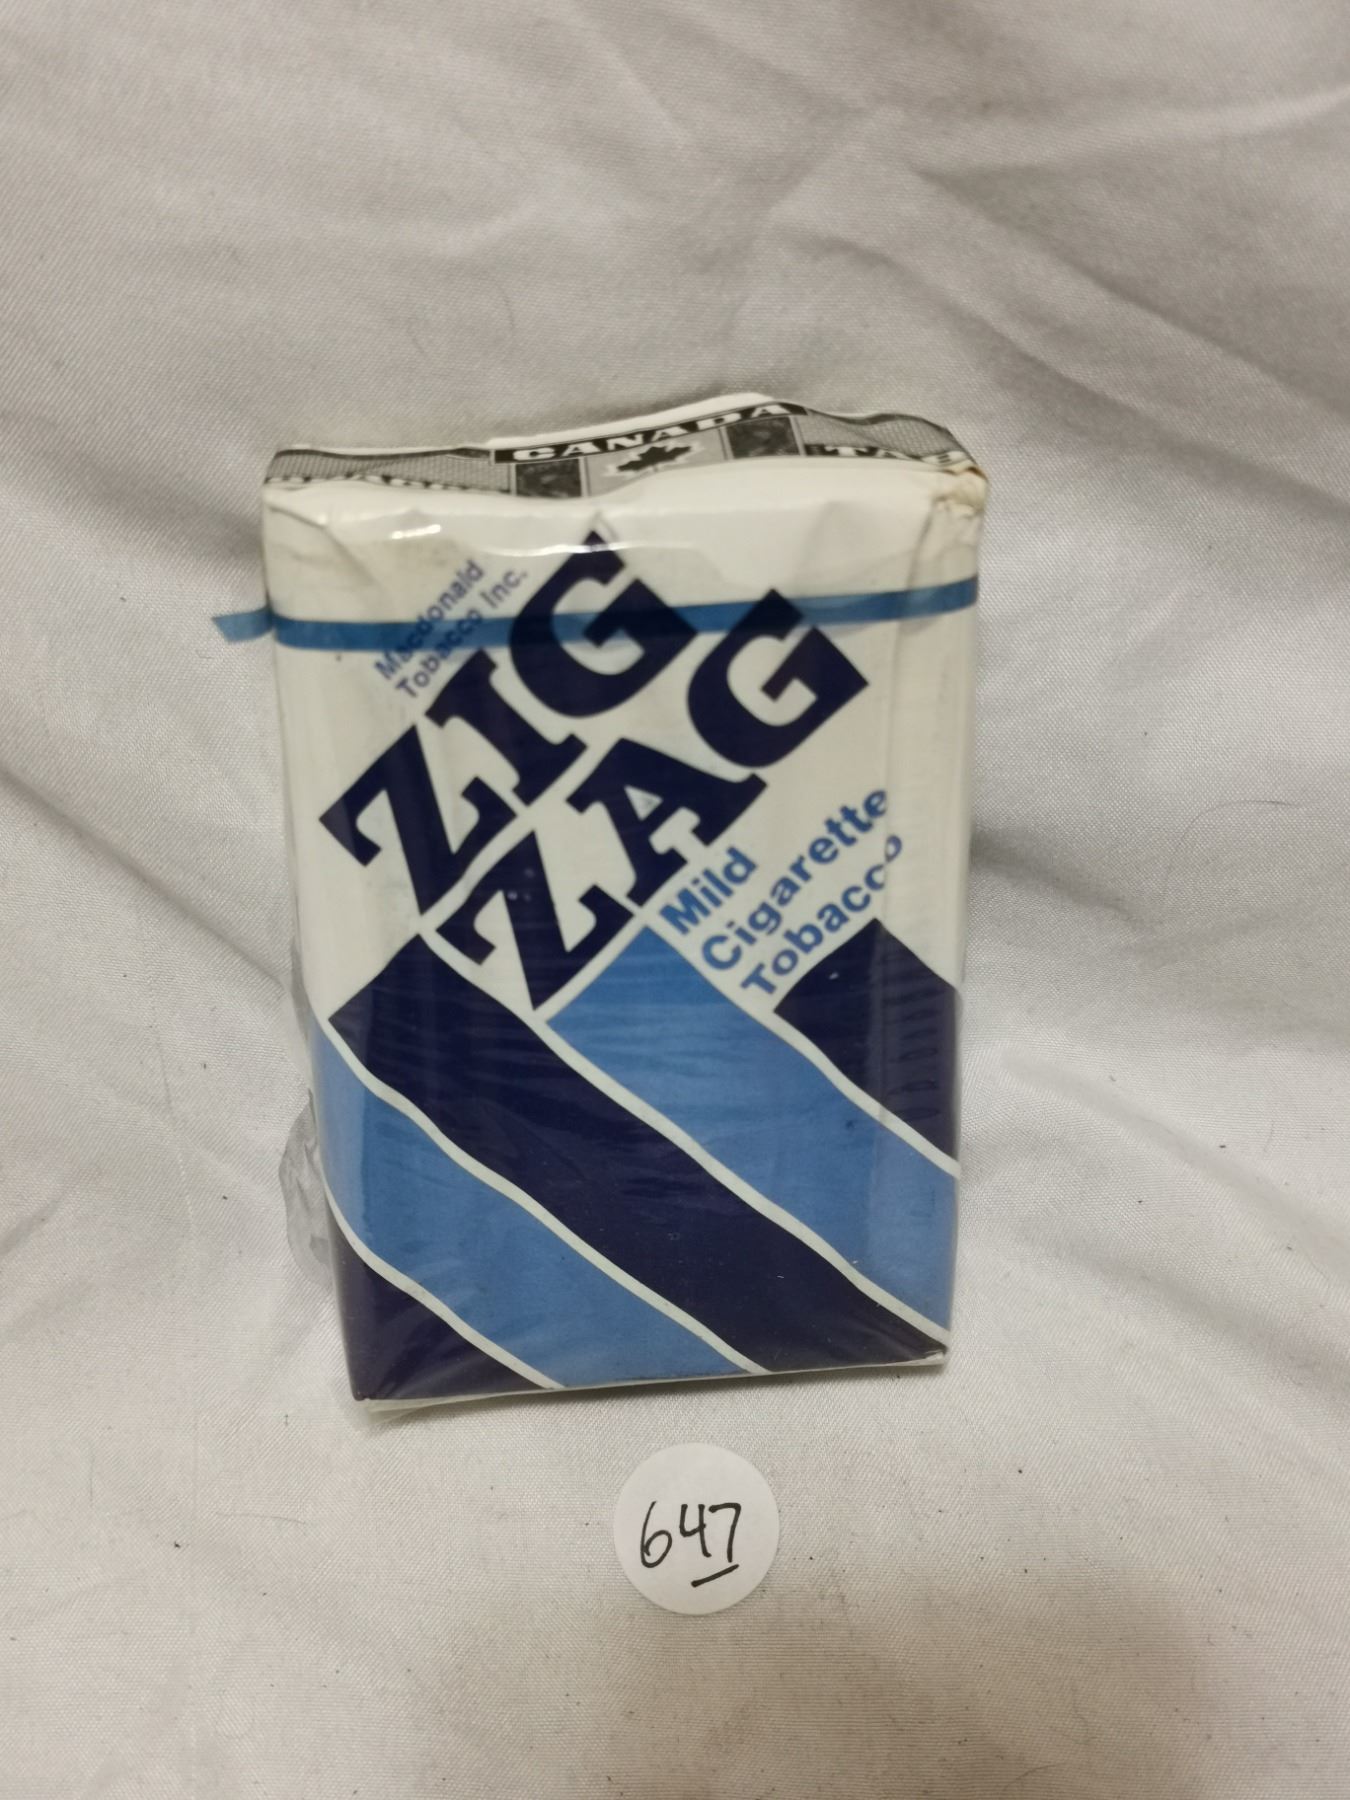 CANADA
Macdonald
Tobacco Inc.
ZIG
ZAG
Mild
Cigarette
Tobacco
647